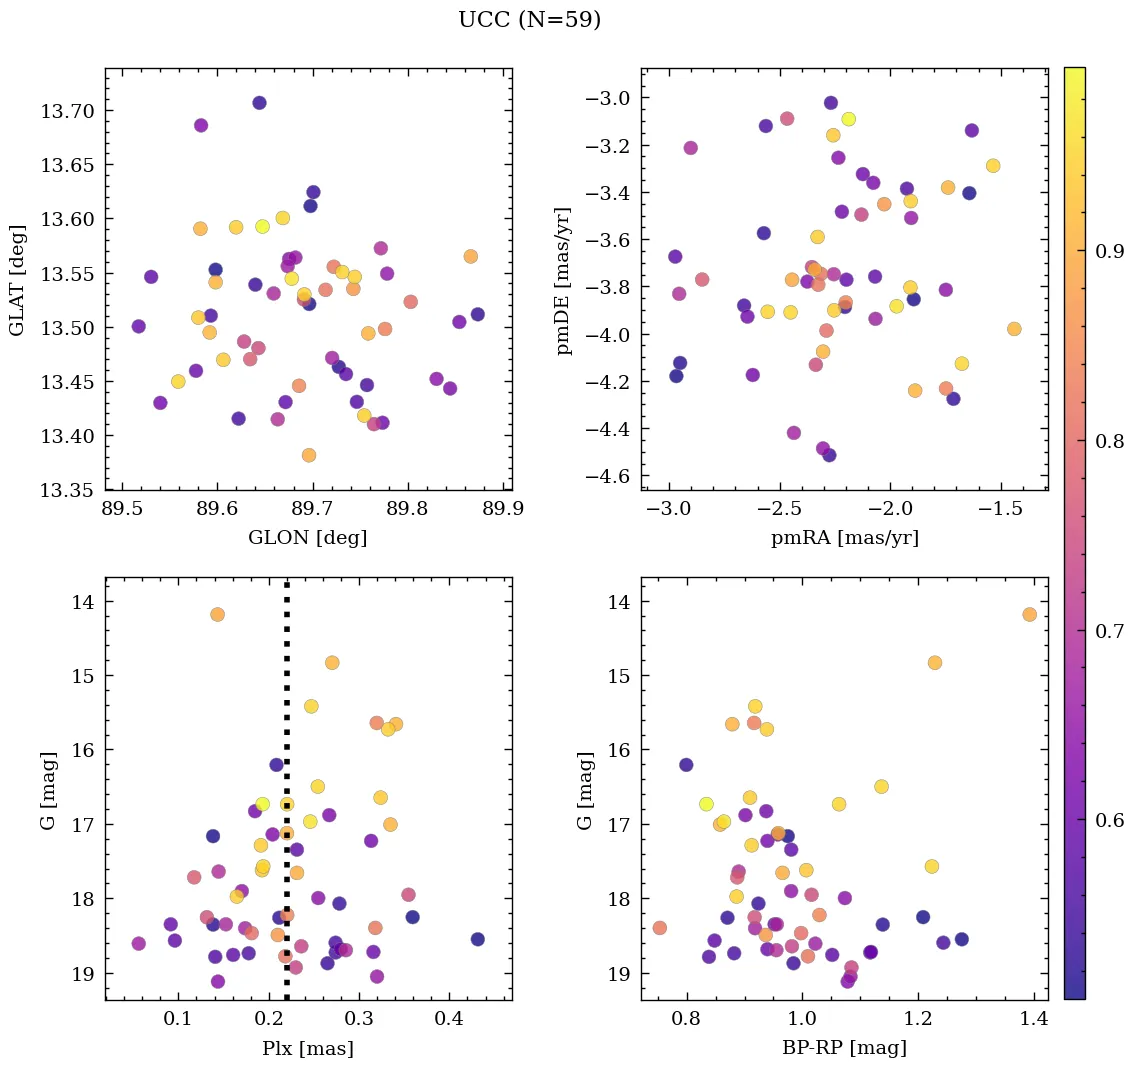 UCC (N=59)
13.70
13.65
13.60
13.55
13.50
13.45
13.40
13.35
GLAT [deg]
89.5 89.6 89.7 89.8 89.9
GLON [deg]
−3.0
−3.2
−3.4
−3.6
−3.8
−4.0
−4.2
−4.4
−4.6
pmDE [mas/yr]
−3.0 −2.5 −2.0 −1.5
pmRA [mas/yr]
14
15
16
17
18
19
G [mag]
0.1 0.2 0.3 0.4
Plx [mas]
14
15
16
17
18
19
G [mag]
0.8 1.0 1.2 1.4
BP-RP [mag]
0.9
0.8
0.7
0.6